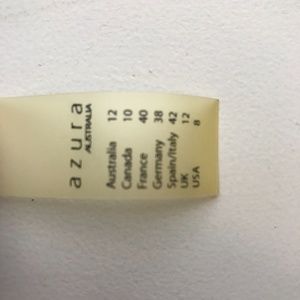 azura
AUSTRALIA
Australia 12
Canada 10
France 40
Germany 38
Spain/Italy 42
UK 12
USA 8